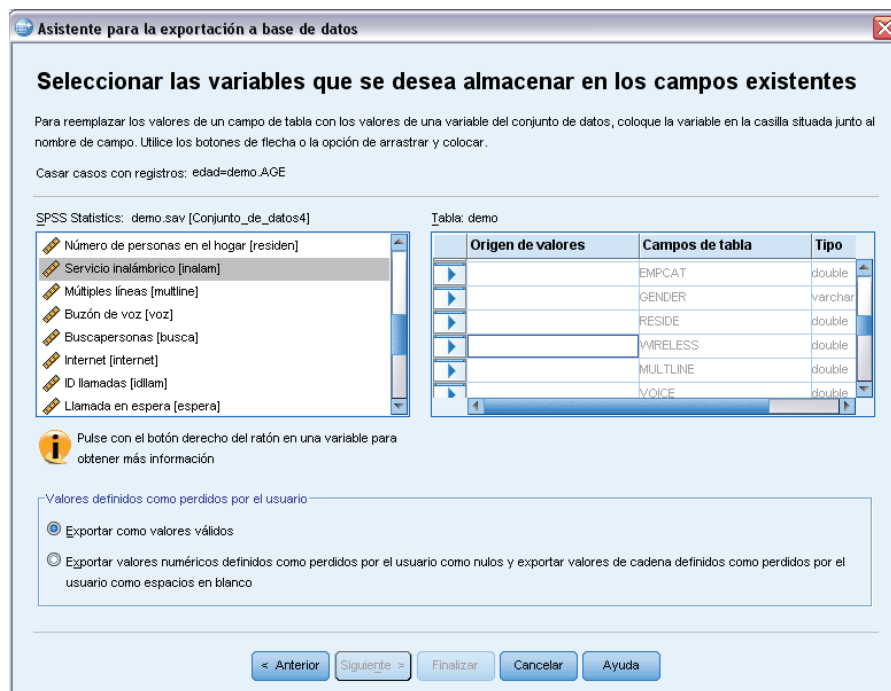 Asistente para la exportación a base de datos
Seleccionar las variables que se desea almacenar en los campos existentes
Para reemplazar los valores de un campo de tabla con los valores de una variable del conjunto de datos, coloque la variable en la casilla situada junto al
nombre de campo. Utilice los botones de flecha o la opción de arrastrar y colocar.
Casar casos con registros: edad=demo.AGE
SPSS Statistics: demo.sav [Conjunto_de_datos4]
Número de personas en el hogar [residen]
Servicio inalámbrico [inalam]
Múltiples líneas [multline]
Buzón de voz [voz]
Buscapersonas [busca]
Internet [internet]
ID llamadas [idllam]
Llamada en espera [espera]
Tabla: demo
Origen de valores Campos de tabla Tipo
EMPCAT double
GENDER varchar
RESIDE double
WIRELESS double
MULTLINE double
VOICE double
Pulse con el botón derecho del ratón en una variable para
obtener más información
Valores definidos como perdidos por el usuario
Exportar como valores válidos
Exportar valores numéricos definidos como perdidos por el usuario como nulos y exportar valores de cadena definidos como perdidos por el
usuario como espacios en blanco
< Anterior Siguiente > Finalizar Cancelar Ayuda